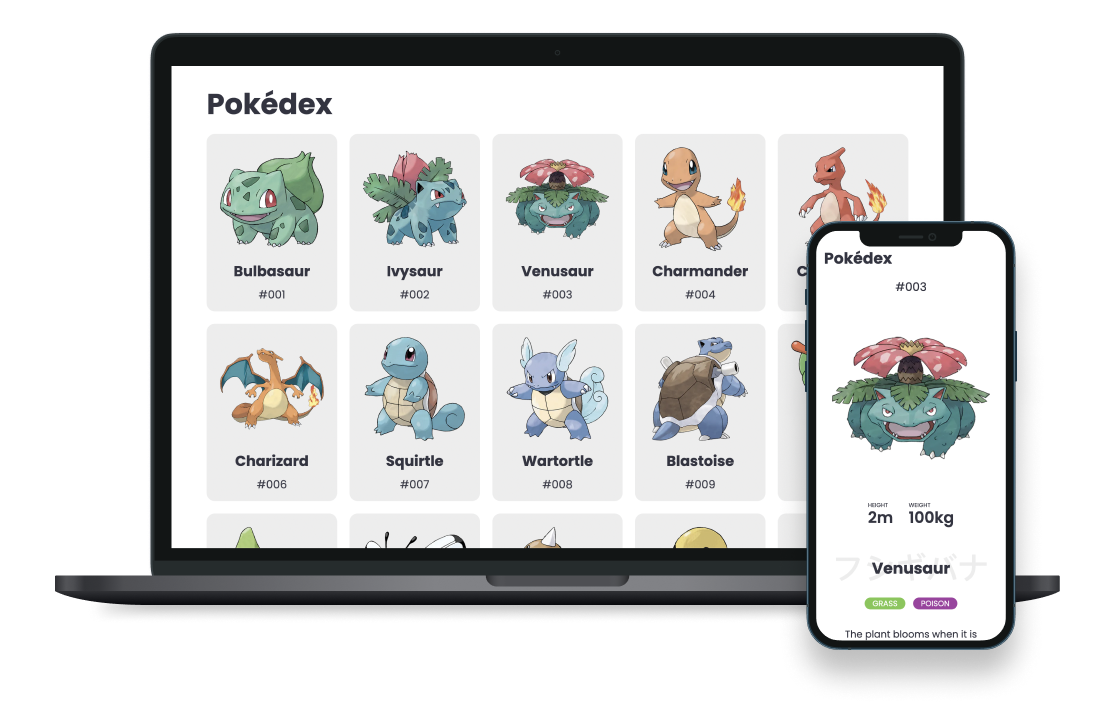 Pokédex
Bulbasaur
#001
Ivysaur
#002
Venusaur
#003
Charmander
#004
C
Charizard
#006
Squirtle
#007
Wartortle
#008
Blastoise
#009
Pokédex
#003
HEIGHT
2m
WEIGHT
100kg
フシギバナ
Venusaur
GRASS
POISON
The plant blooms when it is